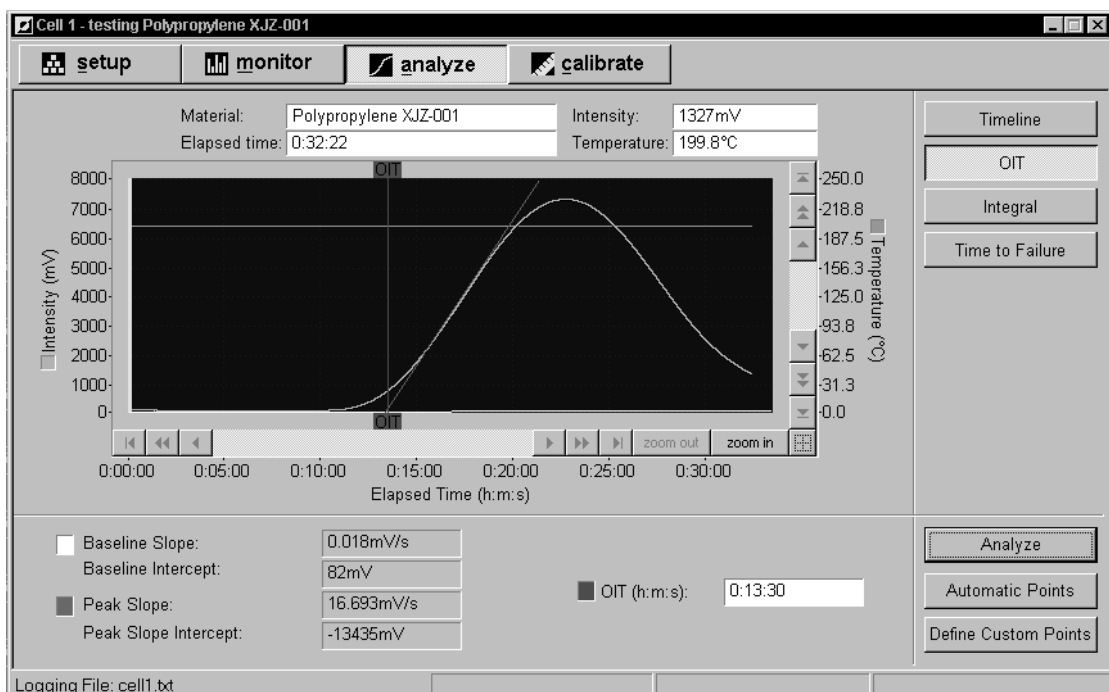 Cell 1 - testing Polypropylene XJZ-001
setup monitor analyze calibrate
Material: Polypropylene XJZ-001 Intensity: 1327mV
Elapsed time: 0:32:22 Temperature: 199.8°C
Timeline
OIT
Integral
Time to Failure
OIT
8000 250.0
7000 218.8
6000 187.5
5000 156.3
4000 125.0
3000 93.8
2000 62.5
1000 31.3
0 0.0
Intensity (mV)
Temperature (°C)
OIT
zoom out zoom in
0:00:00 0:05:00 0:10:00 0:15:00 0:20:00 0:25:00 0:30:00
Elapsed Time (h:m:s)
Baseline Slope: 0.018mV/s
Baseline Intercept: 82mV
Peak Slope: 16.693mV/s
Peak Slope Intercept: -13435mV
OIT (h:m:s): 0:13:30
Analyze
Automatic Points
Define Custom Points
Logging File: cell1.txt